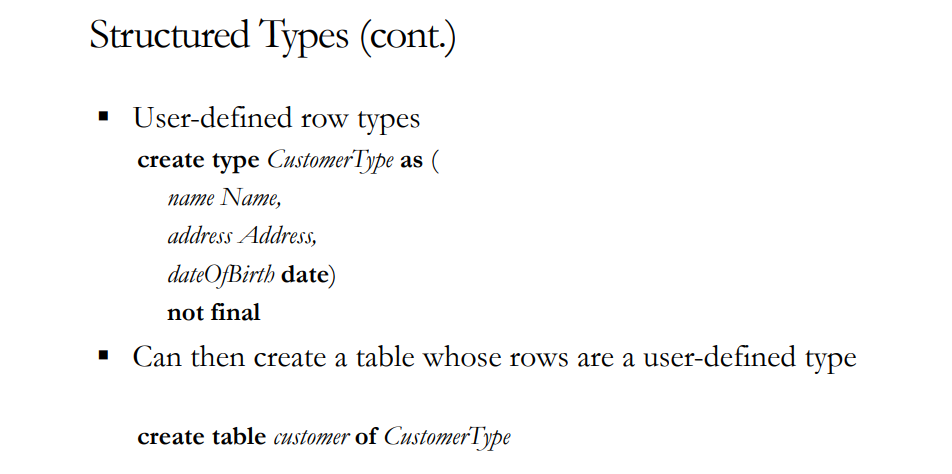 Structured Types (cont.)
▪ User-defined row types
create type CustomerType as (
name Name,
address Address,
dateOfBirth date)
not final
▪ Can then create a table whose rows are a user-defined type
create table customer of CustomerType